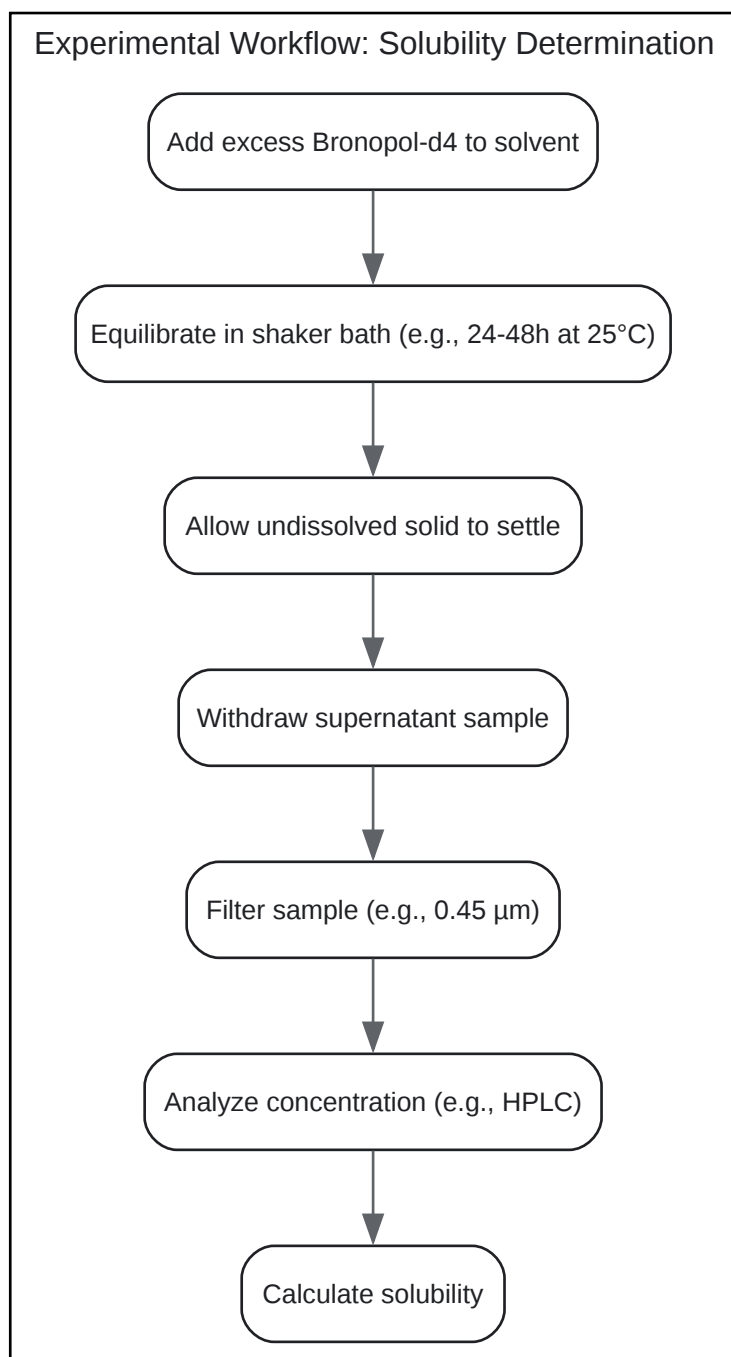 Experimental Workflow: Solubility Determination
Add excess Bronopol-d4 to solvent
Equilibrate in shaker bath (e.g., 24-48h at 25°C)
Allow undissolved solid to settle
Withdraw supernatant sample
Filter sample (e.g., 0.45 µm)
Analyze concentration (e.g., HPLC)
Calculate solubility